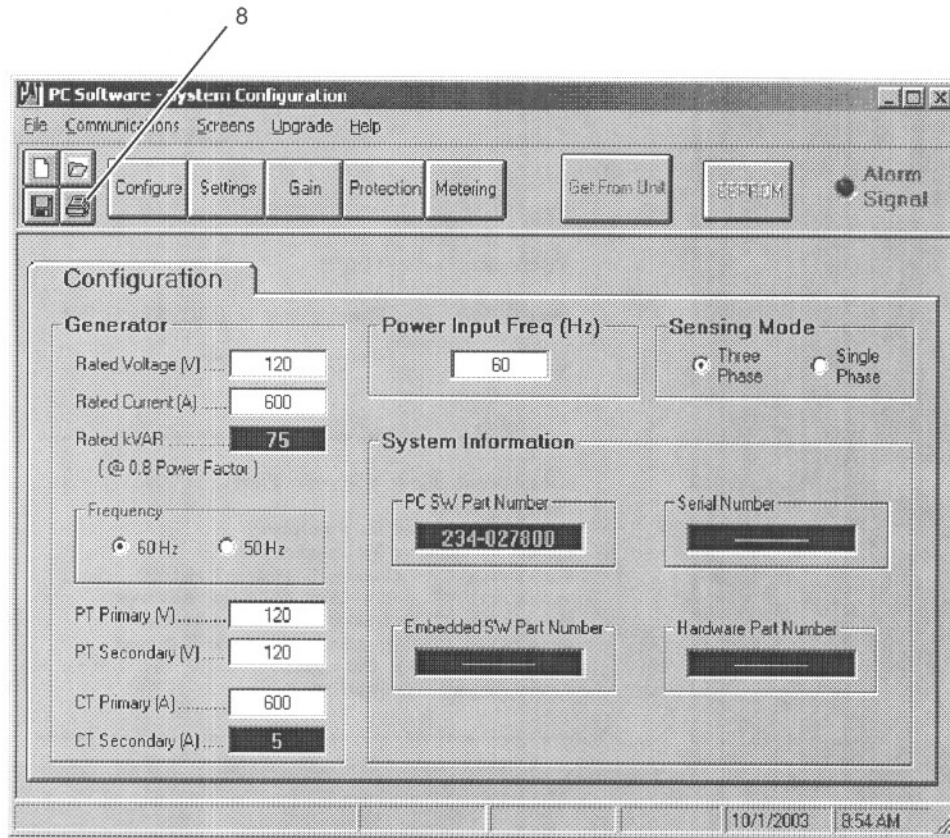 8
PC Software - System Configuration
File Communications Screens Upgrade Help
Configure Settings Gain Protection Metering Get From Unit EEPROM Alarm Signal
Configuration
Generator
Rated Voltage (V)..... 120
Rated Current (A)...... 600
Rated kVAR............ 75
( @ 0.8 Power Factor )
Frequency
60 Hz 50 Hz
PT Primary (V).......... 120
PT Secondary (V)..... 120
CT Primary (A).......... 600
CT Secondary (A)..... 5
Power Input Freq (Hz)
60
Sensing Mode
Three Phase Single Phase
System Information
PC SW Part Number
234-027800
Serial Number
Embedded SW Part Number
Hardware Part Number
10/1/2003 8:54 AM